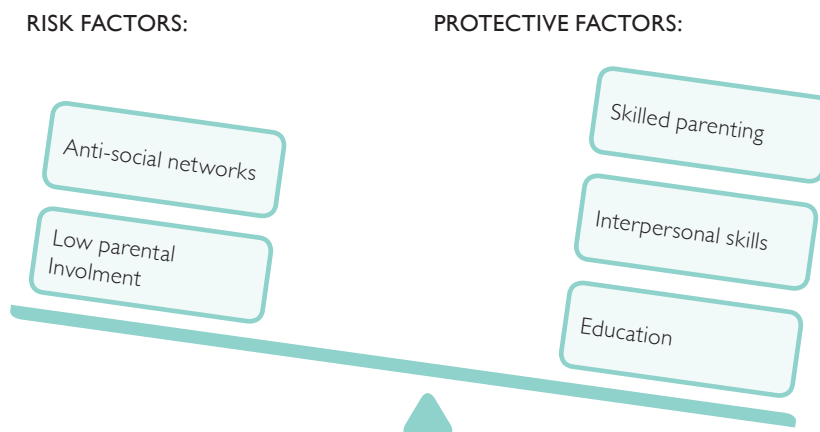 RISK FACTORS:
PROTECTIVE FACTORS:
Anti-social networks
Low parental
Involment
Skilled parenting
Interpersonal skills
Education